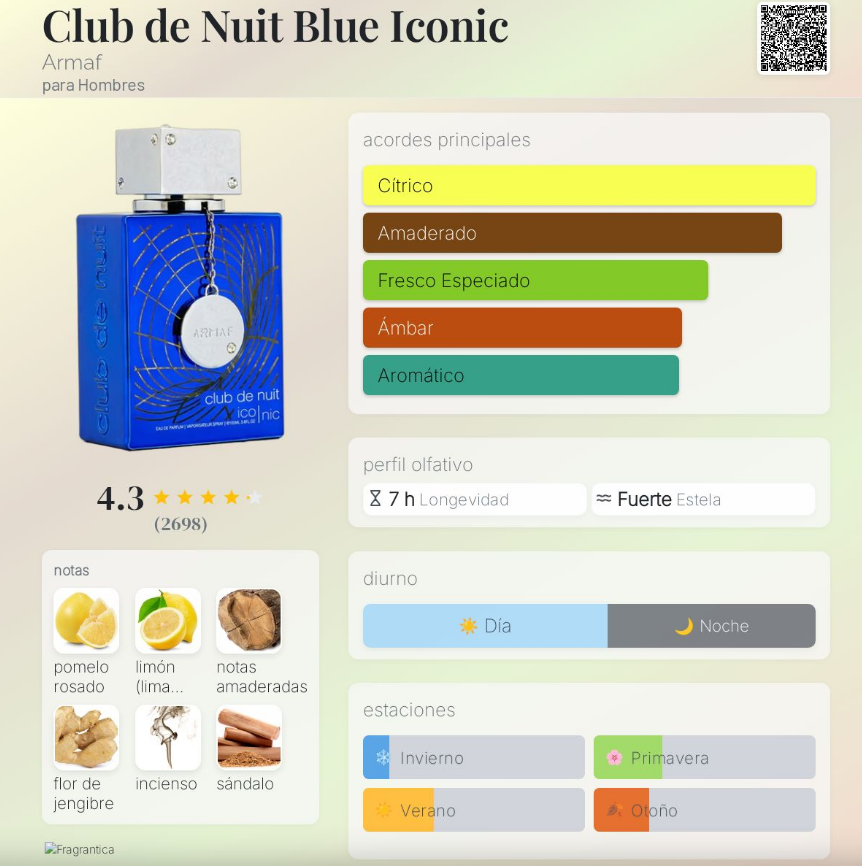 Club de Nuit Blue Iconic
Armaf
para Hombres
club de nuit
ARMAF
club de nuit
ico|nic
4.3
(2698)
notas
pomelo rosado
limón (lima...
notas amaderadas
flor de jengibre
incienso
sándalo
Fragrantica
acordes principales
Cítrico
Amaderado
Fresco Especiado
Ámbar
Aromático
perfil olfativo
7 h Longevidad
Fuerte Estela
diurno
Día
Noche
estaciones
Invierno
Primavera
Verano
Otoño